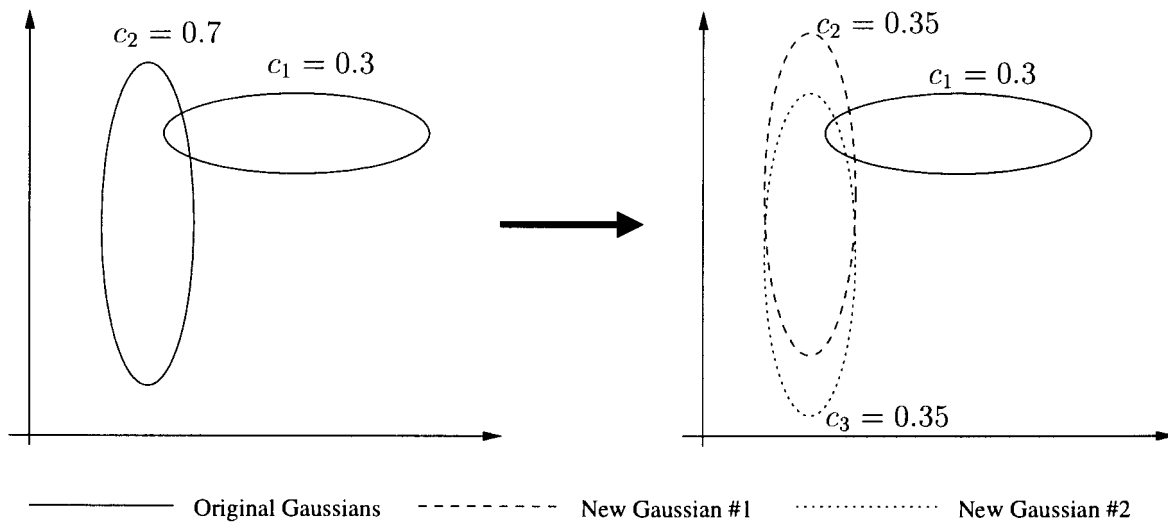 c₂ = 0.7
c₁ = 0.3
c₂ = 0.35
c₁ = 0.3
c₃ = 0.35
Original Gaussians
New Gaussian #1
New Gaussian #2